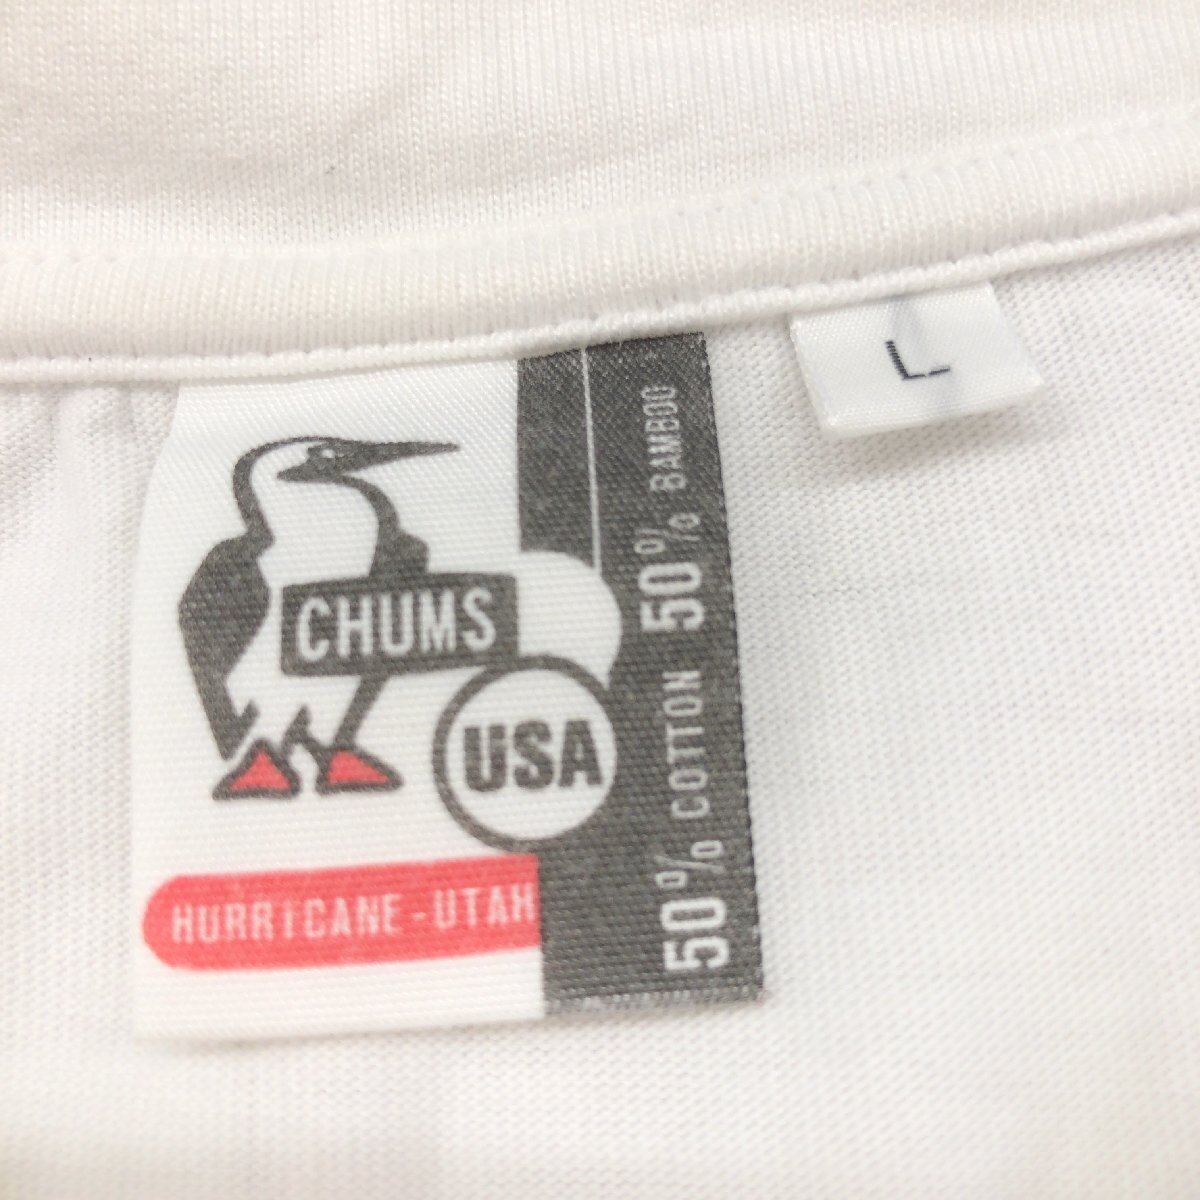 CHUMS
USA
HURRICANE-UTAH
50% COTTON 50% BAMBOO
L